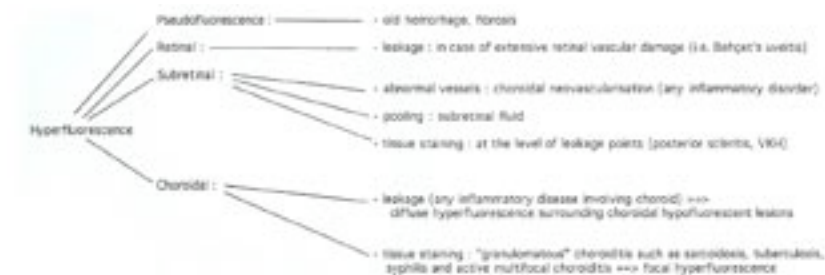 Pseudofluorescence :
- old hemorrhage, fibrosis
Retinal :
- leakage : in case of extensive retinal vascular damage (i.e. Behçet's uveitis)
Subretinal :
- abnormal vessels : choroidal neovascularisation (any inflammatory disorder)
- pooling : subretinal fluid
- tissue staining : at the level of leakage points (posterior scleritis, VKH)
Hyperfluorescence
Choroidal :
- leakage (any inflammatory disease involving choroid) ==>
diffuse hyperfluorescence surrounding choroidal hypofluorescent lesions
- tissue staining : "granulomatous" choroiditis such as sarcoidosis, tuberculosis,
syphilis and active multifocal choroiditis ==> focal hyperfluorescence